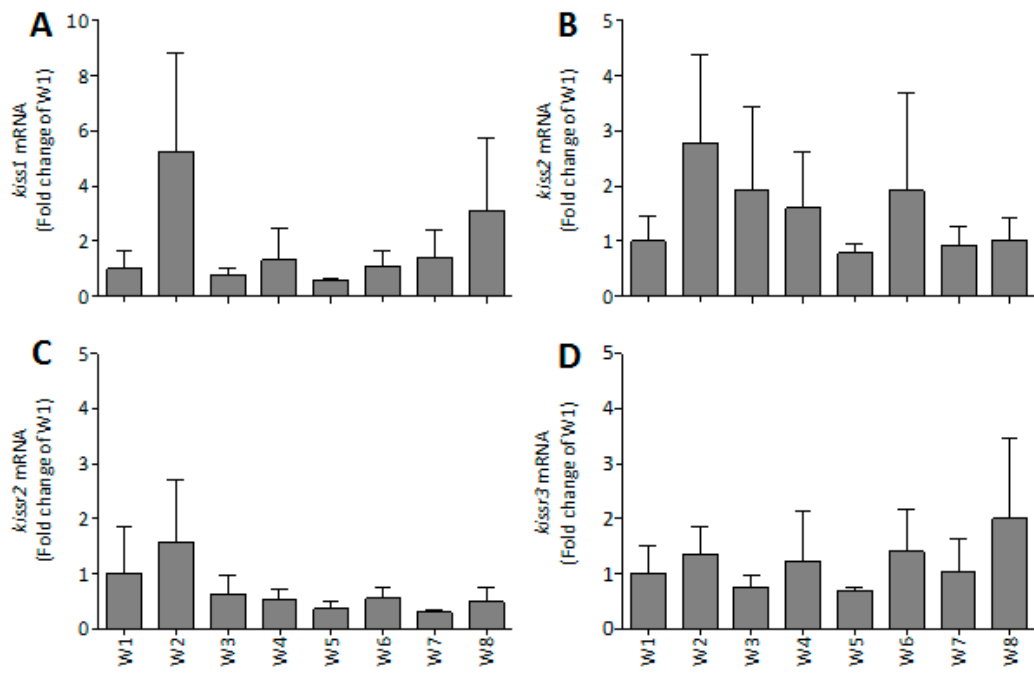 A
kiss1 mRNA
(Fold change of W1)
10
8
6
4
2
0
B
kiss2 mRNA
(Fold change of W1)
5
4
3
2
1
0
C
kissr2 mRNA
(Fold change of W1)
5
4
3
2
1
0
W1 W2 W3 W4 W5 W6 W7 W8
D
kissr3 mRNA
(Fold change of W1)
5
4
3
2
1
0
W1 W2 W3 W4 W5 W6 W7 W8